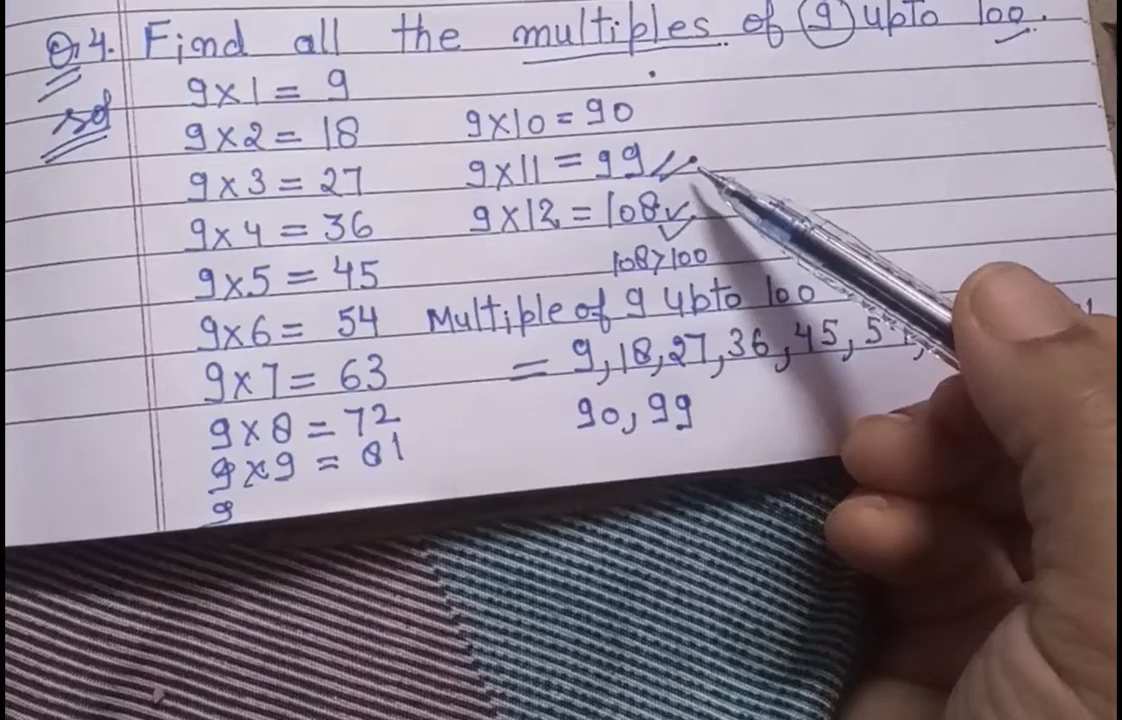 Q.4. Find all the multiples of 9 upto 100.
Sol
9x1 = 9
9x2 = 18
9x3 = 27
9x4 = 36
9x5 = 45
9x6 = 54
9x7 = 63
9x8 = 72
9x9 = 81
9
9x10 = 90
9x11 = 99
9x12 = 108
108>100
Multiple of 9 upto 100
= 9,18,27,36,45,
90,99